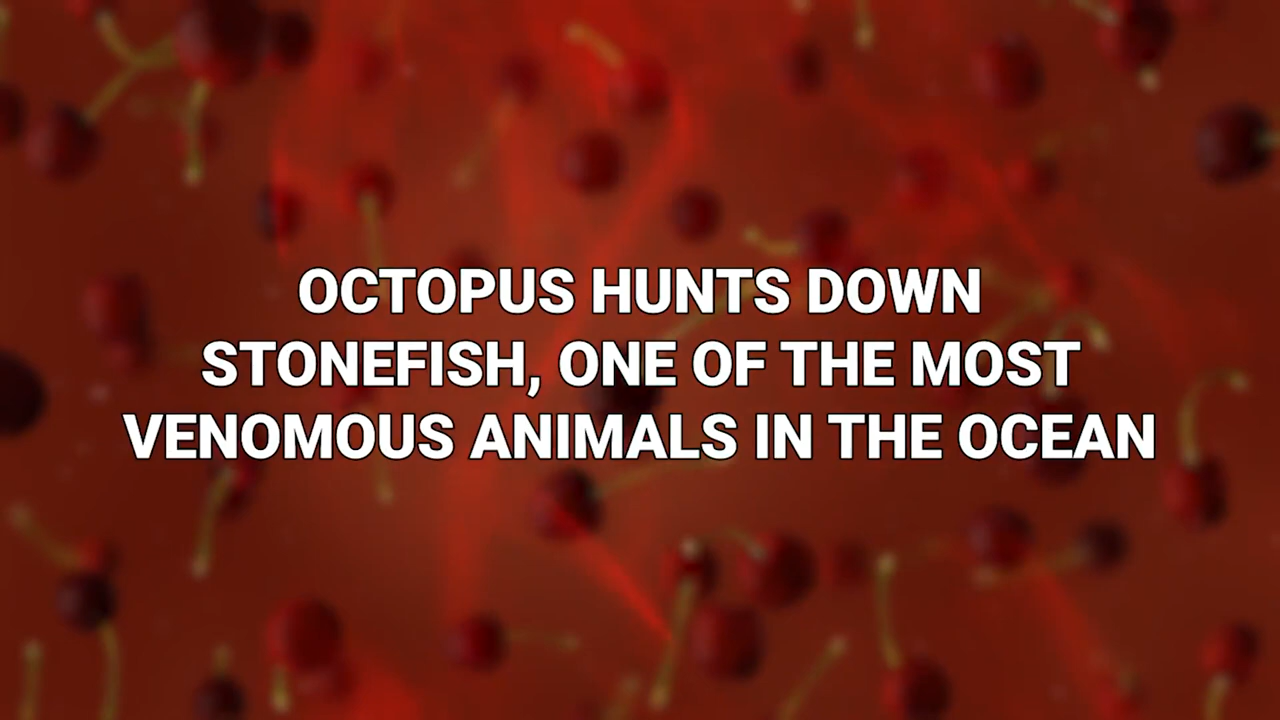 OCTOPUS HUNTS DOWN
STONEFISH, ONE OF THE MOST
VENOMOUS ANIMALS IN THE OCEAN